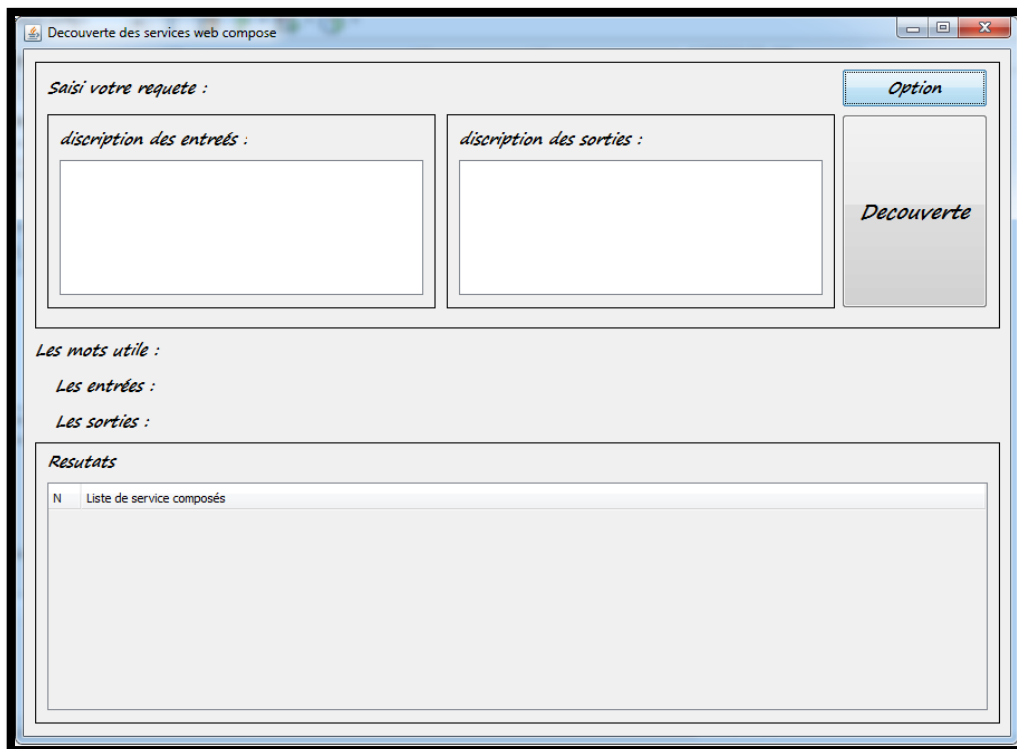 Decouverte des services web compose
Saisi votre requete :
Option
discription des entreés :
discription des sorties :
Decouverte
Les mots utile :
Les entrées :
Les sorties :
Resutats
N Liste de service composés